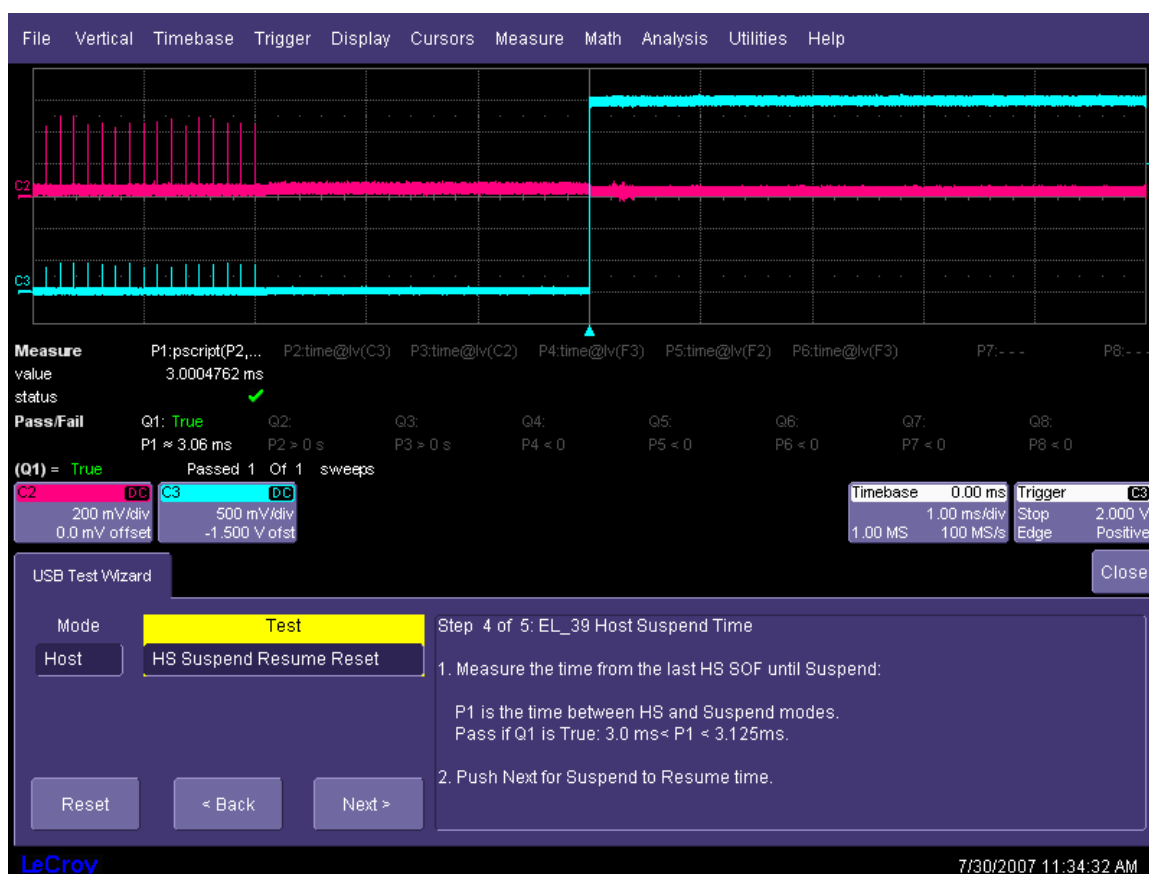 File Vertical Timebase Trigger Display Cursors Measure Math Analysis Utilities Help
C2
C3
Measure P1:pscript(P2,... P2:time@lv(C3) P3:time@lv(C2) P4:time@lv(F3) P5:time@lv(F2) P6:time@lv(F3) P7:- - - P8:- - -
value 3.0004762 ms
status
Pass/Fail Q1: True Q2: Q3: Q4: Q5: Q6: Q7: Q8:
P1 ≈ 3.06 ms P2 > 0 s P3 > 0 s P4 < 0 P5 < 0 P6 < 0 P7 < 0 P8 < 0
(Q1) = True Passed 1 Of 1 sweeps
C2 DC C3 DC Timebase 0.00 ms Trigger C3
200 mV/div 500 mV/div 1.00 ms/div Stop 2.000 V
0.0 mV offset -1.500 V ofst 1.00 MS 100 MS/s Edge Positive
USB Test Wizard Close
Mode Test
Host HS Suspend Resume Reset
Step 4 of 5: EL_39 Host Suspend Time
1. Measure the time from the last HS SOF until Suspend:
P1 is the time between HS and Suspend modes.
Pass if Q1 is True: 3.0 ms< P1 < 3.125ms.
2. Push Next for Suspend to Resume time.
Reset < Back Next >
LeCroy 7/30/2007 11:34:32 AM